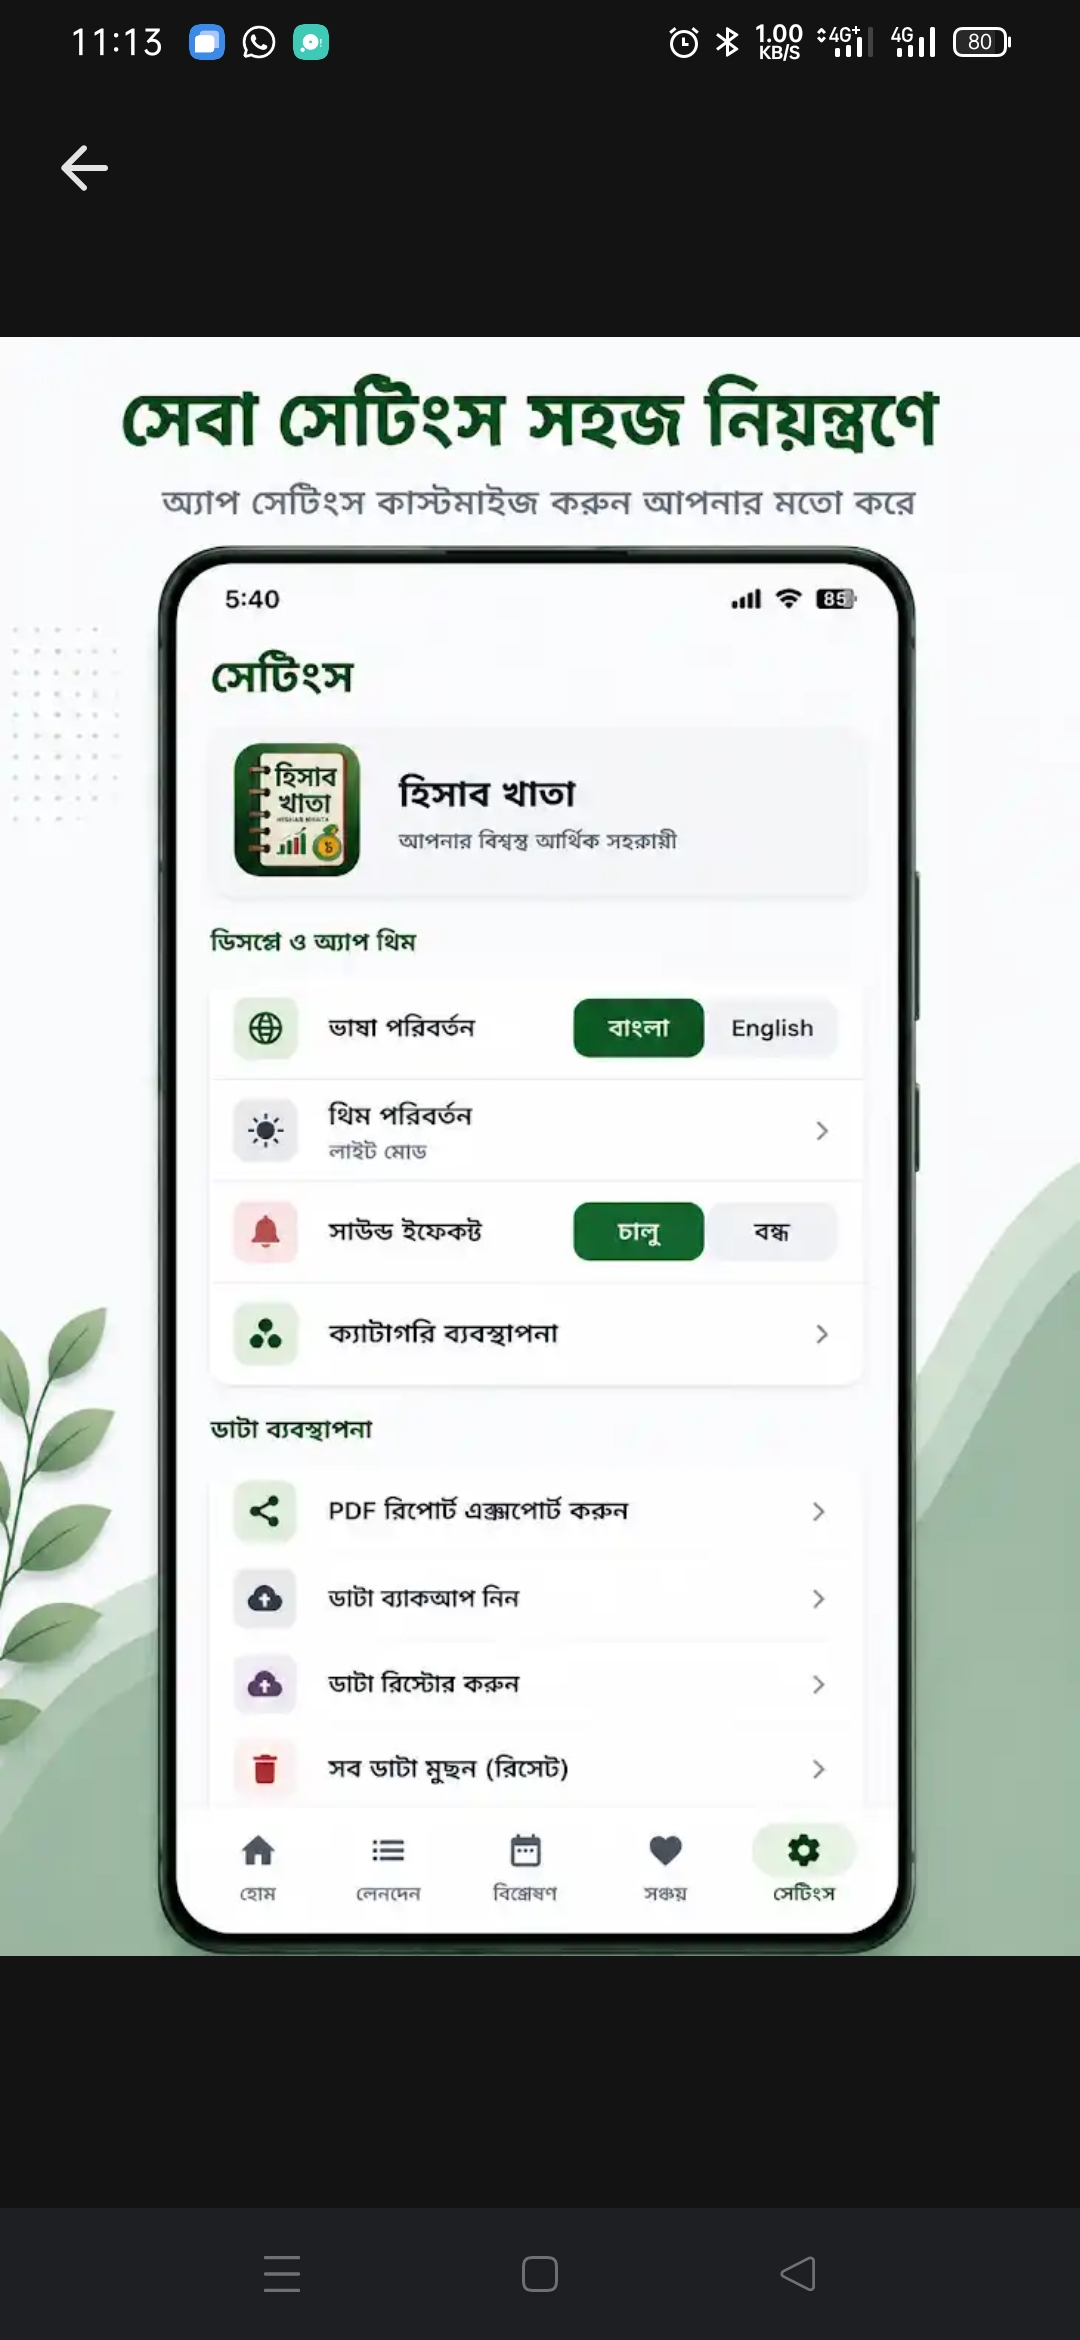 11:13
1.00 KB/S 4G+ 4G 80
সেবা সেটিংস সহজ নিয়ন্ত্রণে
অ্যাপ সেটিংস কাস্টমাইজ করুন আপনার মতো করে
5:40 85
সেটিংস
হিসাব
খাতা
হিসাব খাতা
আপনার বিশ্বস্ত আর্থিক সহকারী
ডিসপ্লে ও অ্যাপ থিম
ভাষা পরিবর্তন বাংলা English
থিম পরিবর্তন
লাইট মোড
সাউন্ড ইফেক্ট চালু বন্ধ
ক্যাটাগরি ব্যবস্থাপনা
ডাটা ব্যবস্থাপনা
PDF রিপোর্ট এক্সপোর্ট করুন
ডাটা ব্যাকআপ নিন
ডাটা রিস্টোর করুন
সব ডাটা মুছন (রিসেট)
হোম লেনদেন বিশ্লেষণ সঞ্চয় সেটিংস